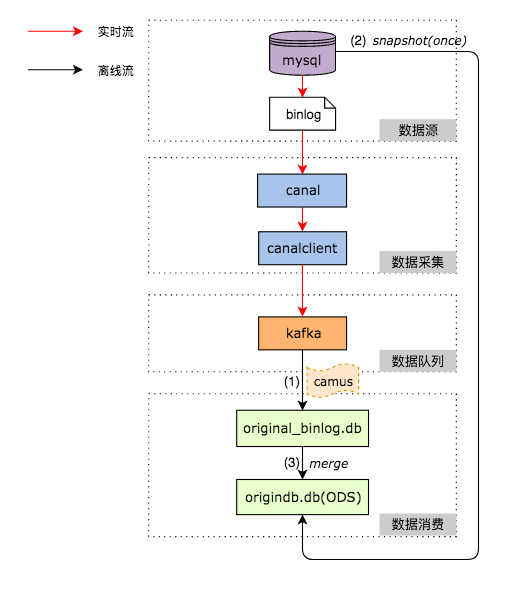 实时流
离线流
(2) snapshot(once)
mysql
binlog
数据源
canal
canalclient
数据采集
kafka
数据队列
(1)
camus
original_binlog.db
(3) merge
origindb.db(ODS)
数据消费